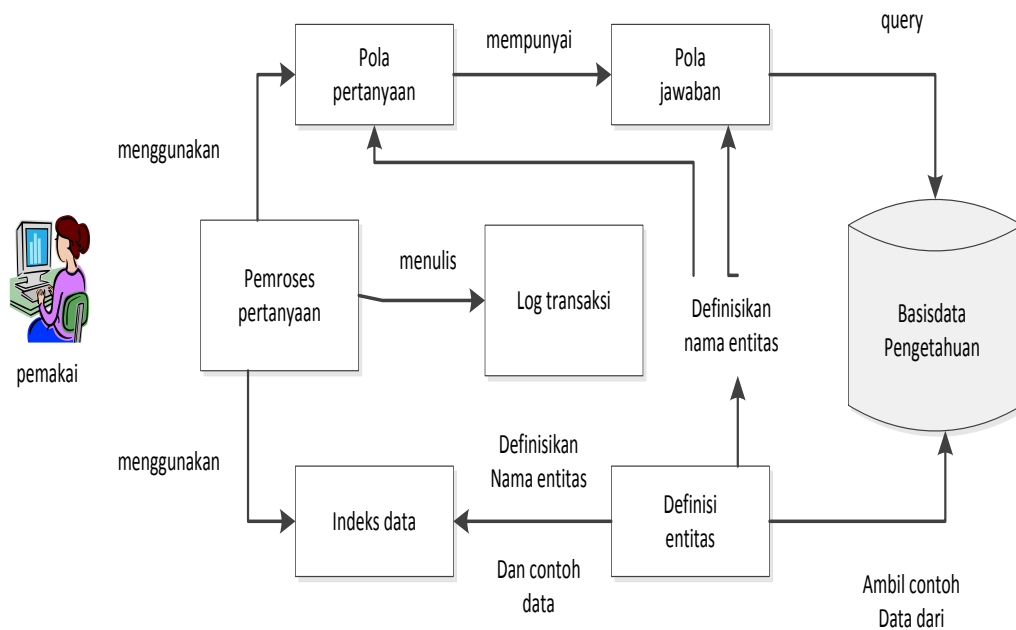 query
mempunyai
Pola
pertanyaan
Pola
jawaban
menggunakan
menulis
Pemroses
pertanyaan
Log transaksi
Definisikan
nama entitas
Basisdata
Pengetahuan
pemakai
menggunakan
Definisikan
Nama entitas
Indeks data
Definisi
entitas
Dan contoh
data
Ambil contoh
Data dari